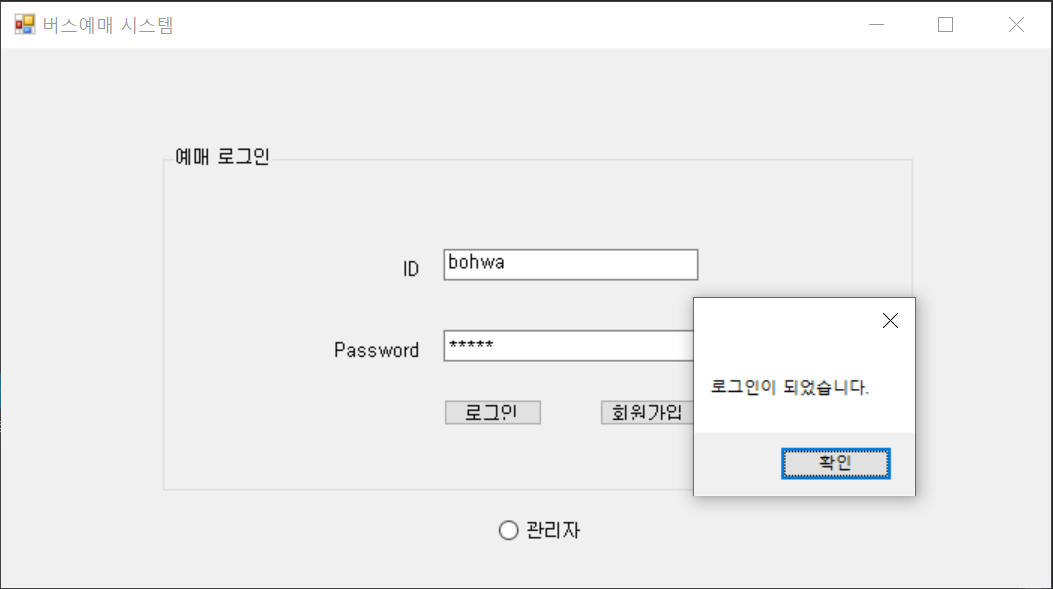 버스예매 시스템
예매 로그인
ID
bohwa
Password
*****
로그인
회원가입
로그인이 되었습니다.
확인
관리자